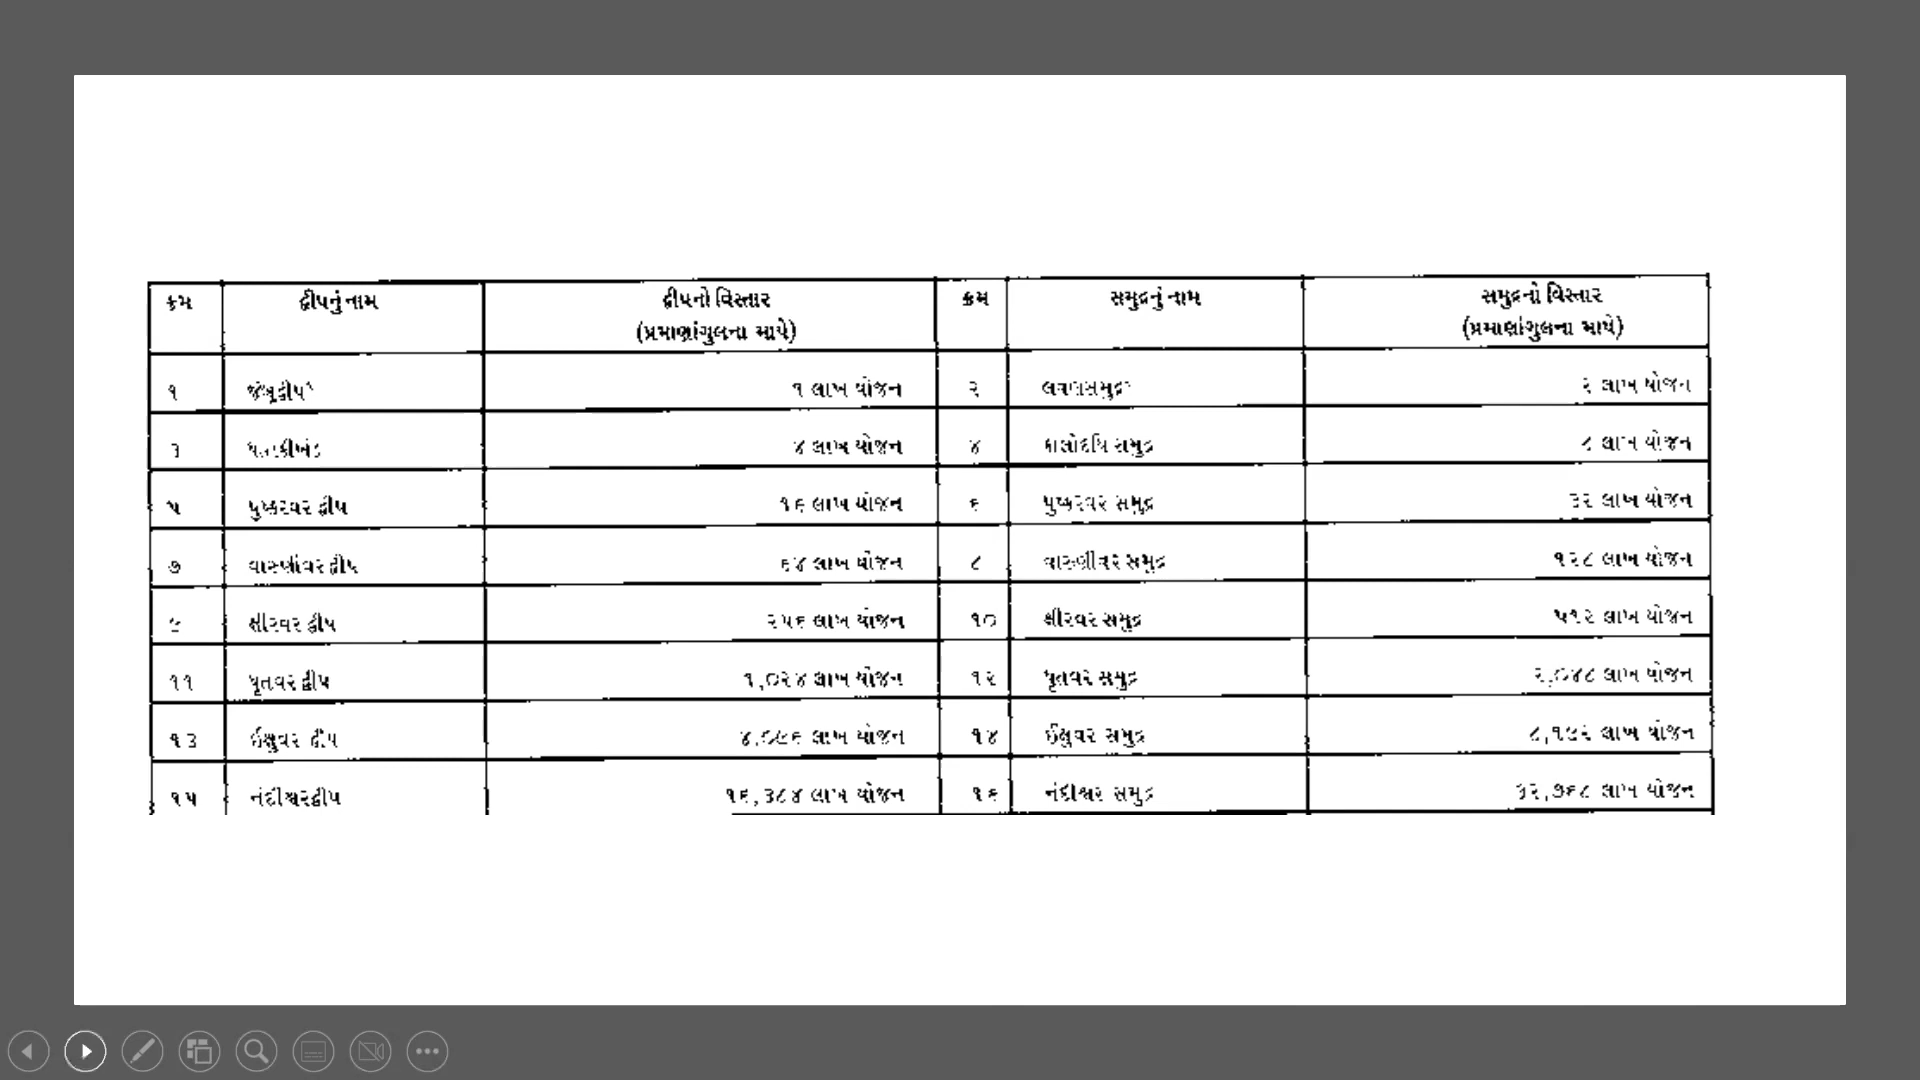 ક્રમ દ્વીપનું નામ દ્વીપનો વિસ્તાર ક્રમ સમુદ્રનું નામ સમુદ્રનો વિસ્તાર
(પ્રમાણાંગુલના માપે) (પ્રમાણાંગુલના માપે)
૧ જંબૂદ્વીપ૧ ૧ લાખ યોજન ૨ લવણસમુદ્ર ૨ લાખ યોજન
૩ ધાતકીખંડ ૪ લાખ યોજન ૪ કાલોદધિ સમુદ્ર ૮ લાખ યોજન
૫ પુષ્કરવર દ્વીપ ૧૬ લાખ યોજન ૬ પુષ્કરવર સમુદ્ર ૩૨ લાખ યોજન
૭ વારુણીવર દ્વીપ ૬૪ લાખ યોજન ૮ વારુણીવર સમુદ્ર ૧૨૮ લાખ યોજન
૯ ક્ષીરવર દ્વીપ ૨૫૬ લાખ યોજન ૧૦ ક્ષીરવર સમુદ્ર ૫૧૨ લાખ યોજન
૧૧ ઘૃતવર દ્વીપ ૧,૦૨૪ લાખ યોજન ૧૨ ઘૃતવર સમુદ્ર ૨,૦૪૮ લાખ યોજન
૧૩ ઈક્ષુવર દ્વીપ ૪,૦૯૬ લાખ યોજન ૧૪ ઈક્ષુવર સમુદ્ર ૮,૧૯૨ લાખ યોજન
૧૫ નંદીશ્વરદ્વીપ ૧૬,૩૮૪ લાખ યોજન ૧૬ નંદીશ્વર સમુદ્ર ૩૨,૭૬૮ લાખ યોજન